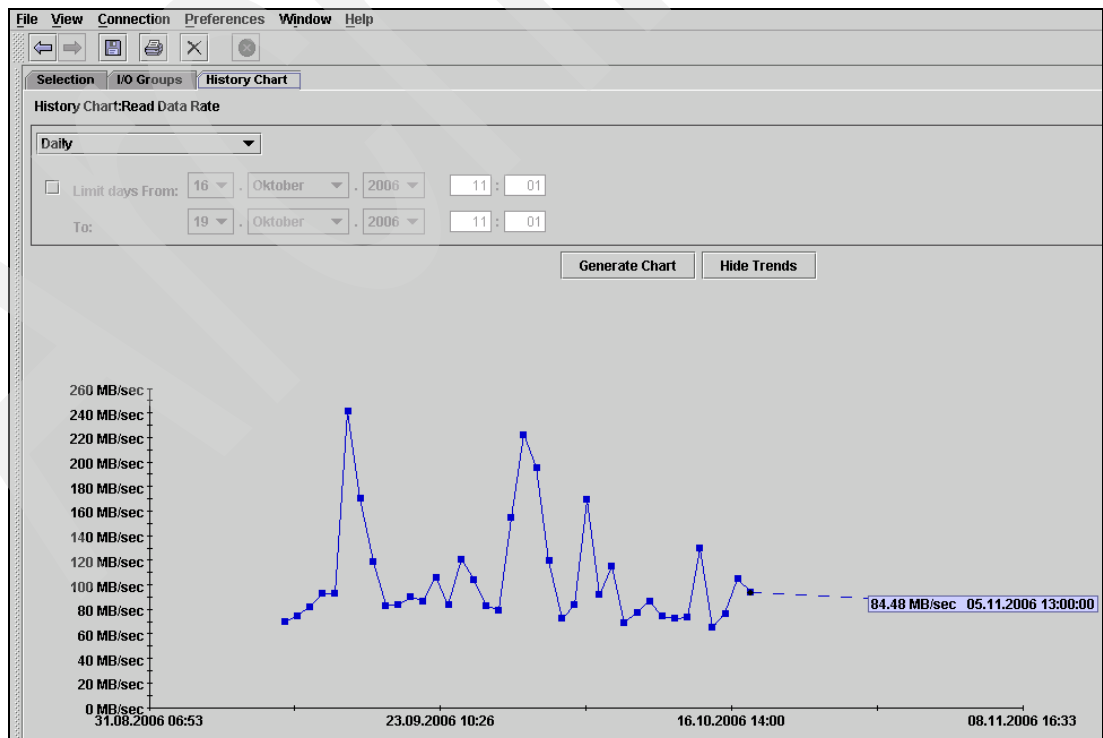 File View Connection Preferences Window Help
Selection I/O Groups History Chart
History Chart:Read Data Rate
Daily
Limit days From: 16 . Oktober . 2006 11 : 01
To: 19 . Oktober . 2006 11 : 01
Generate Chart Hide Trends
260 MB/sec
240 MB/sec
220 MB/sec
200 MB/sec
180 MB/sec
160 MB/sec
140 MB/sec
120 MB/sec
100 MB/sec
80 MB/sec
84.48 MB/sec 05.11.2006 13:00:00
60 MB/sec
40 MB/sec
20 MB/sec
0 MB/sec
31.08.2006 06:53 23.09.2006 10:26 16.10.2006 14:00 08.11.2006 16:33